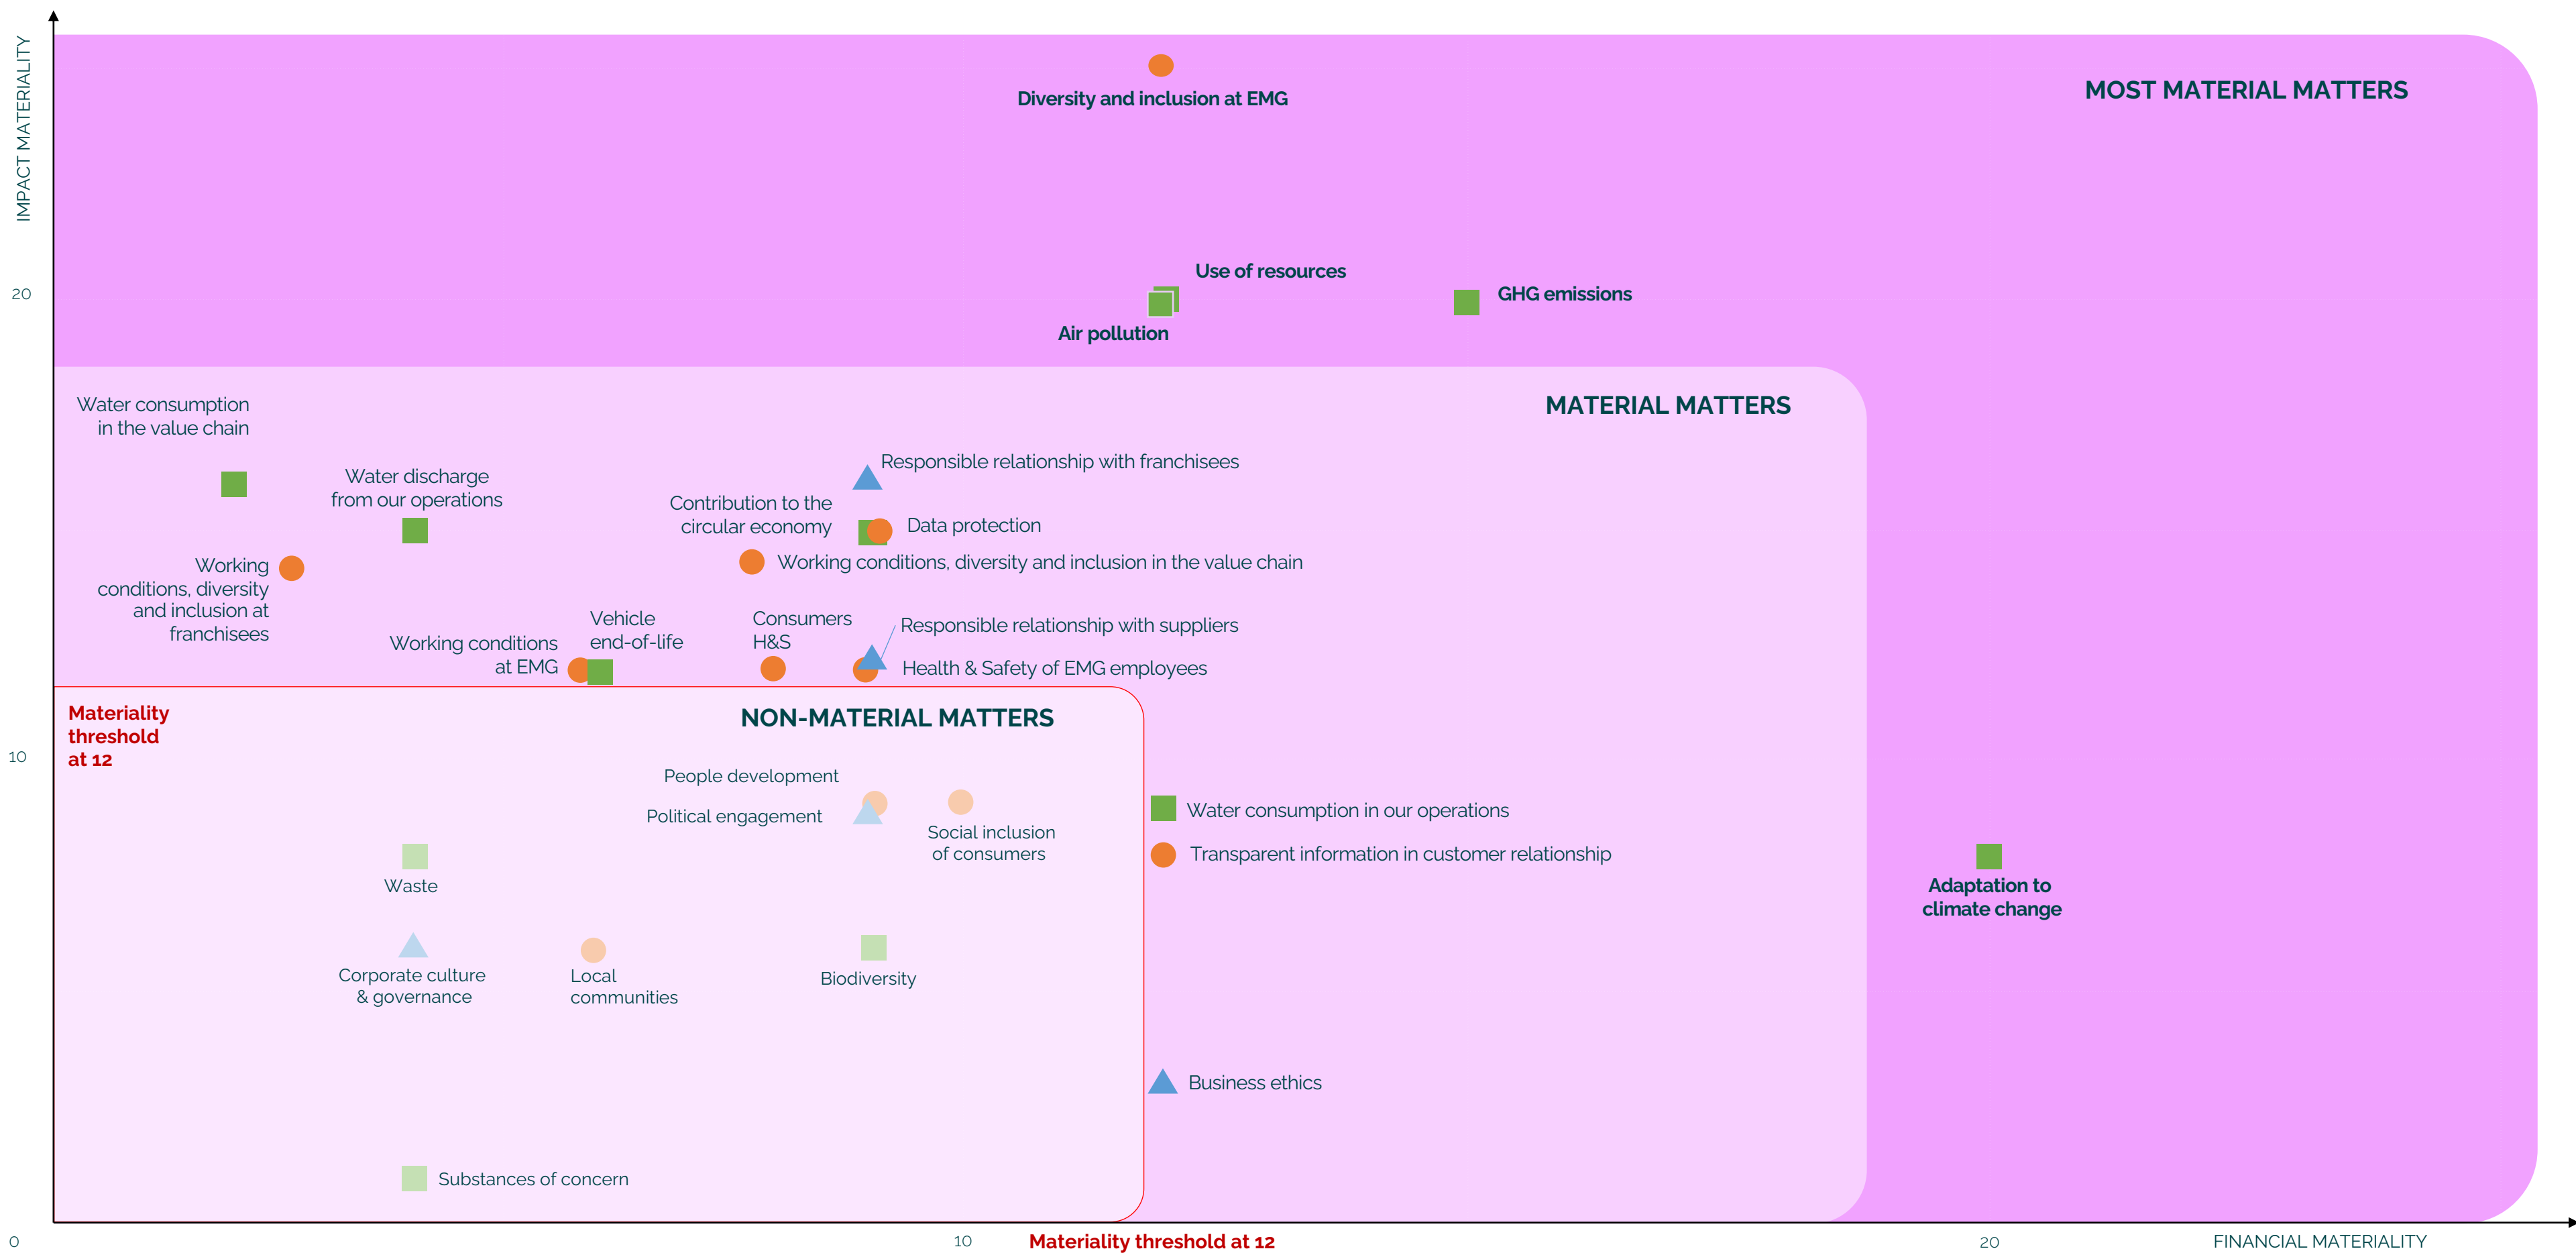 IMPACT MATERIALITY
Diversity and inclusion at EMG
MOST MATERIAL MATTERS
20
Use of resources
GHG emissions
Air pollution
MATERIAL MATTERS
Water consumption
in the value chain
Water discharge
from our operations
Responsible relationship with franchisees
Contribution to the
circular economy
Data protection
Working
conditions, diversity
and inclusion at
franchisees
Working conditions, diversity and inclusion in the value chain
Working conditions
at EMG
Vehicle
end-of-life
Consumers
H&S
Responsible relationship with suppliers
Health & Safety of EMG employees
Materiality
threshold
at 12
NON-MATERIAL MATTERS
10
People development
Political engagement
Social inclusion
of consumers
Water consumption in our operations
Transparent information in customer relationship
Waste
Adaptation to
climate change
Corporate culture
& governance
Local
communities
Biodiversity
Business ethics
Substances of concern
0
10
Materiality threshold at 12
20
FINANCIAL MATERIALITY